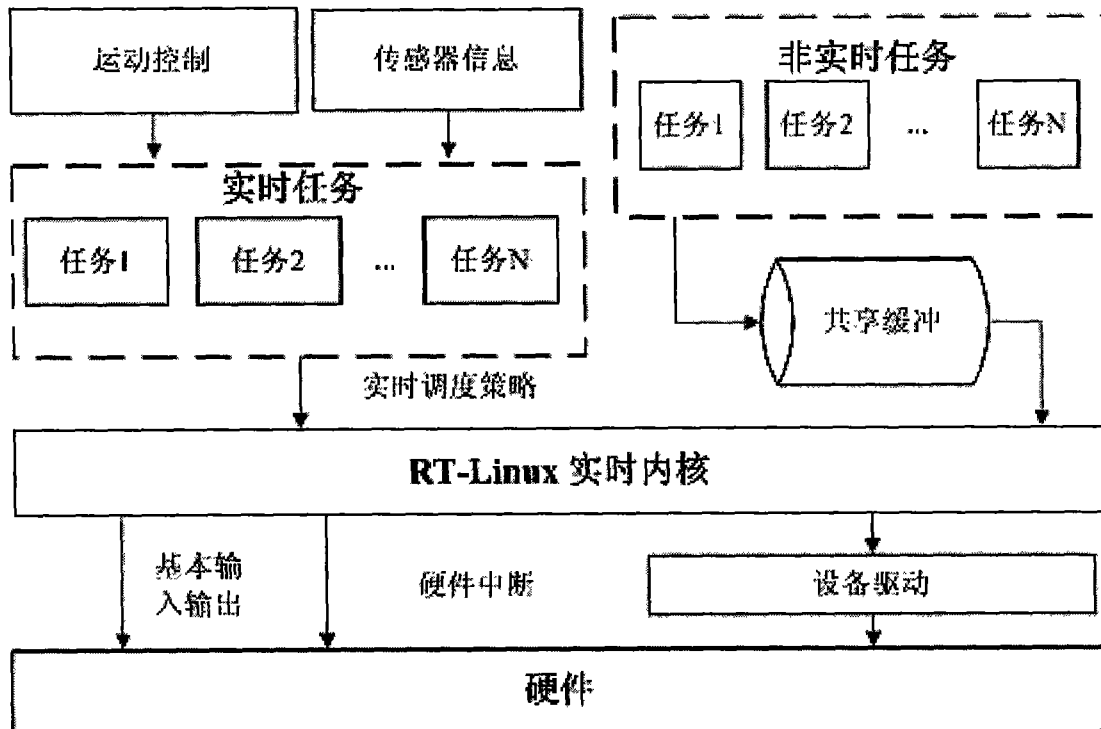 运动控制
传感器信息
非实时任务
任务1
任务2
...
任务N
实时任务
任务1
任务2
...
任务N
共享缓冲
实时调度策略
RT-Linux 实时内核
基本输
入输出
硬件中断
设备驱动
硬件